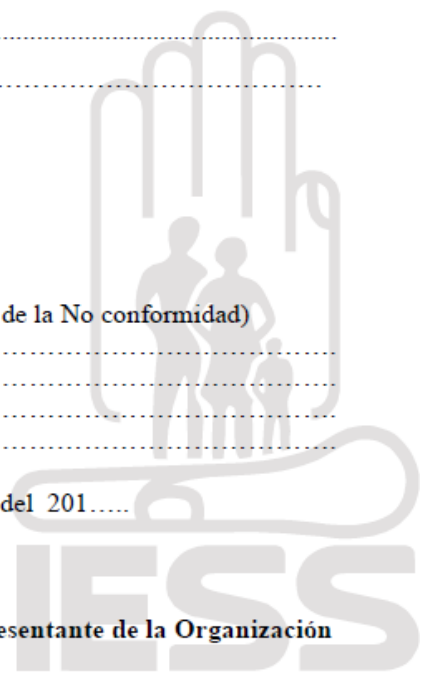 ..........................................................................
……………………………………………
de la No conformidad)
……………………………………………
……………………………………………
……………………………………………
……………………………………………
del 201…..
esentante de la Organización
IESS